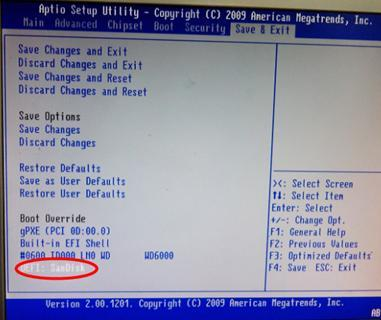 Aptio Setup Utility - Copyright (C) 2009 American Megatrends, Inc.
Main Advanced Chipset Boot Security Save & Exit
Save Changes and Exit
Discard Changes and Exit
Save Changes and Reset
Discard Changes and Reset
Save Options
Save Changes
Discard Changes
Restore Defaults
Save as User Defaults
Restore User Defaults
Boot Override
gPXE (PCI 0D:00.0)
Built-in EFI Shell
#0600 ID000 LN0 WD WD6000
uEFI: SanDisk
><: Select Screen
↑↓: Select Item
Enter: Select
+/-: Change Opt.
F1: General Help
F2: Previous Values
F3: Optimized Defaults
F4: Save ESC: Exit
Version 2.00.1201. Copyright (C) 2009 American Megatrends, Inc.
AB